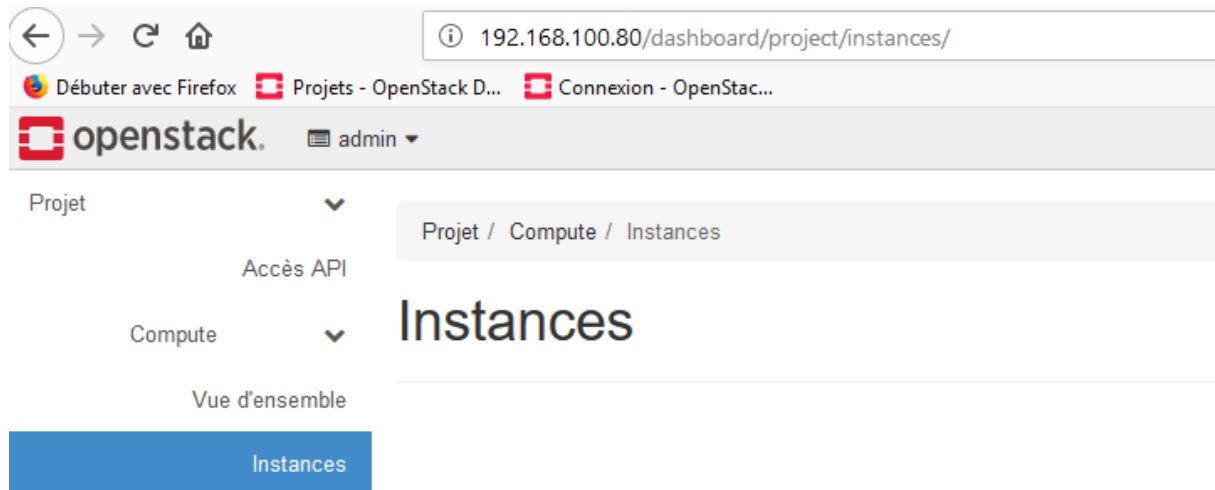 192.168.100.80/dashboard/project/instances/
Débuter avec Firefox Projets - OpenStack D... Connexion - OpenStac...
openstack. admin
Projet
Projet / Compute / Instances
Accès API
Instances
Compute
Vue d'ensemble
Instances